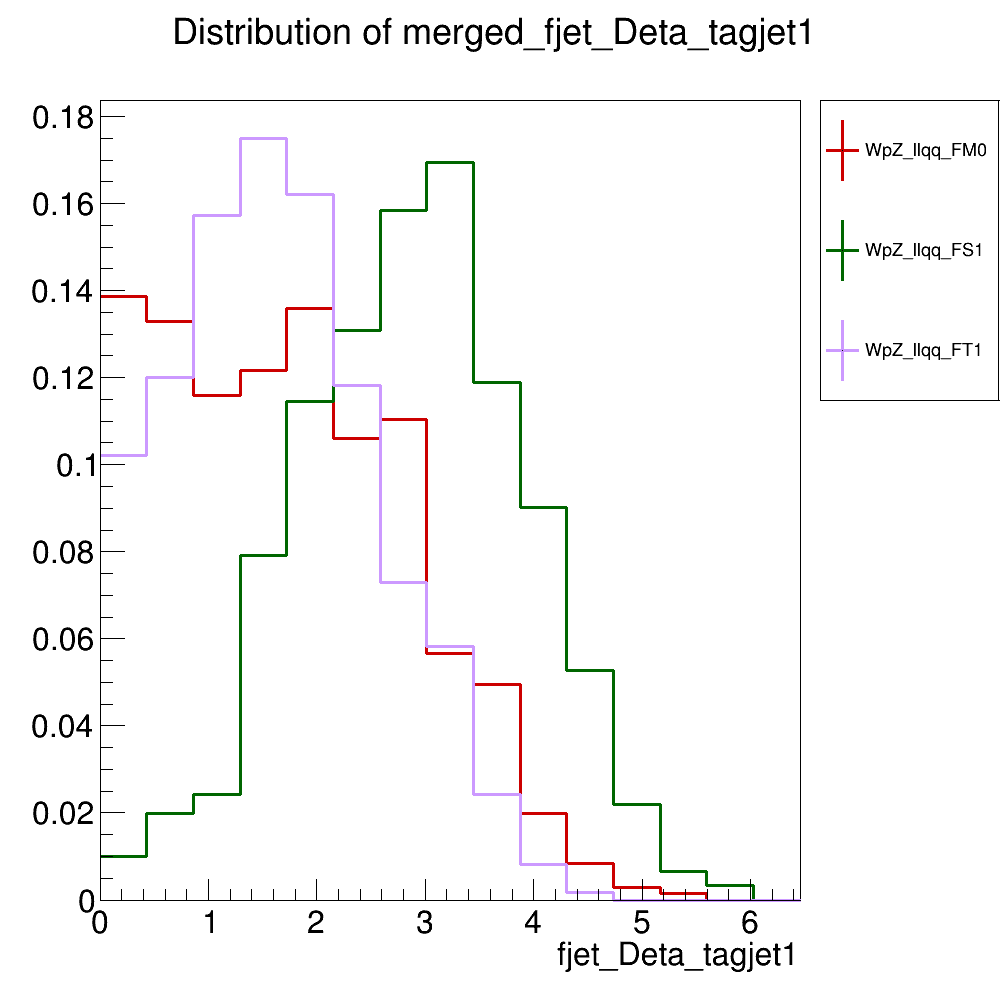 Distribution of merged_fjet_Deta_tagjet1
WpZ_llqq_FM0
WpZ_llqq_FS1
WpZ_llqq_FT1
0.18
0.16
0.14
0.12
0.1
0.08
0.06
0.04
0.02
0
0 1 2 3 4 5 6
fjet_Deta_tagjet1